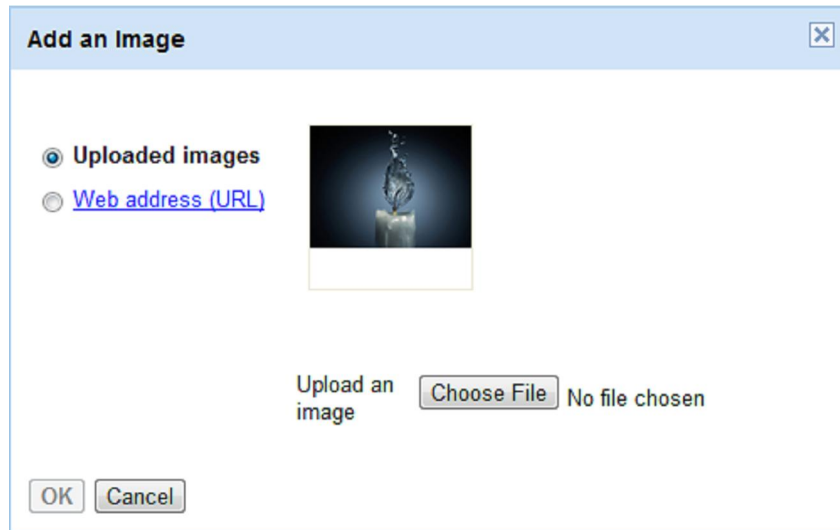 Add an Image
Uploaded images
Web address (URL)
Upload an
image
Choose File No file chosen
OK Cancel